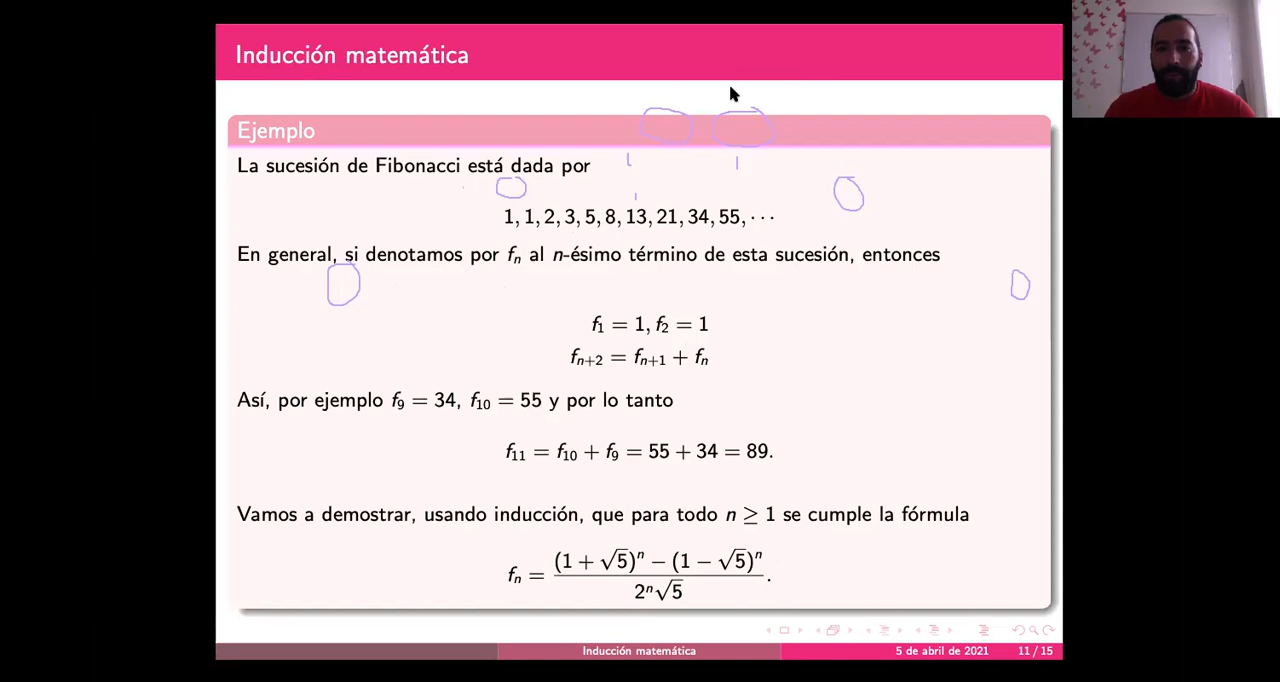 Inducción matemática
Ejemplo
La sucesión de Fibonacci está dada por
1, 1, 2, 3, 5, 8, 13, 21, 34, 55, · · ·
En general, si denotamos por fₙ al n-ésimo término de esta sucesión, entonces
f₁ = 1, f₂ = 1
fₙ₊₂ = fₙ₊₁ + fₙ
Así, por ejemplo f₉ = 34, f₁₀ = 55 y por lo tanto
f₁₁ = f₁₀ + f₉ = 55 + 34 = 89.
Vamos a demostrar, usando inducción, que para todo n ≥ 1 se cumple la fórmula
fₙ = ((1 + √5)ⁿ − (1 − √5)ⁿ) / (2ⁿ√5).
Inducción matemática 5 de abril de 2021 11 / 15